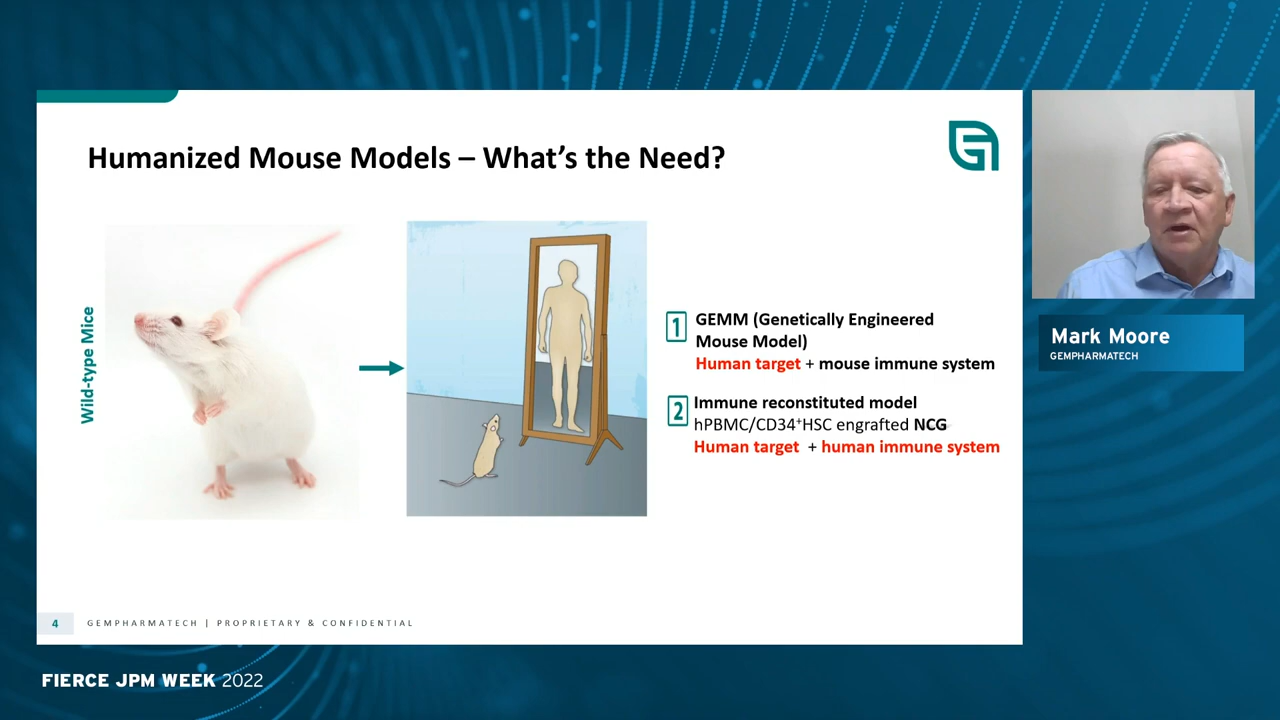 Humanized Mouse Models – What's the Need?
Wild-type Mice
1
GEMM (Genetically Engineered
Mouse Model)
Human target + mouse immune system
2
Immune reconstituted model
hPBMC/CD34⁺HSC engrafted NCG
Human target + human immune system
4
GEMPHARMATECH | PROPRIETARY & CONFIDENTIAL
Mark Moore
GEMPHARMATECH
FIERCE JPM WEEK 2022